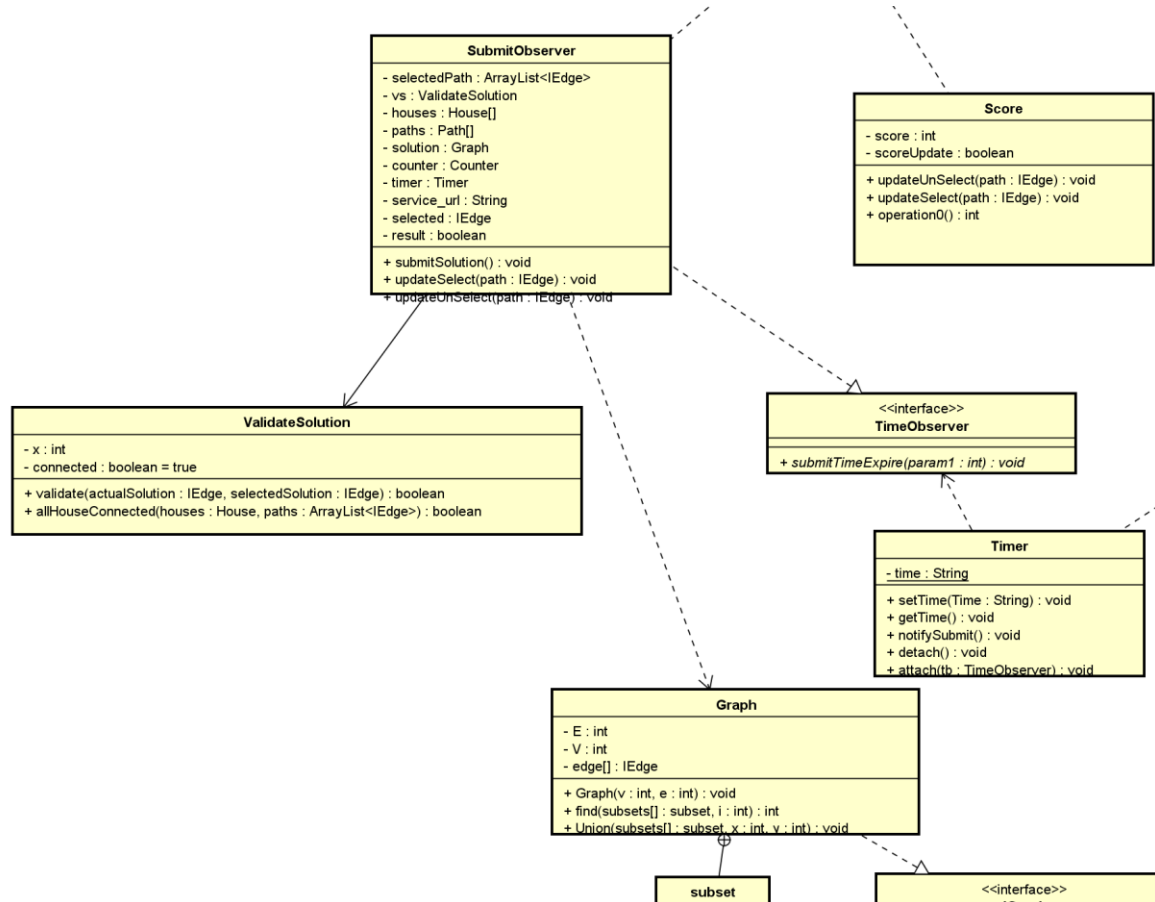 SubmitObserver
- selectedPath : ArrayList<IEdge>
- vs : ValidateSolution
- houses : House[]
- paths : Path[]
- solution : Graph
- counter : Counter
- timer : Timer
- service_url : String
- selected : IEdge
- result : boolean
+ submitSolution() : void
+ updateSelect(path : IEdge) : void
+ updateUnSelect(path : IEdge) : void
Score
- score : int
- scoreUpdate : boolean
+ updateUnSelect(path : IEdge) : void
+ updateSelect(path : IEdge) : void
+ operation0() : int
ValidateSolution
- x : int
- connected : boolean = true
+ validate(actualSolution : IEdge, selectedSolution : IEdge) : boolean
+ allHouseConnected(houses : House, paths : ArrayList<IEdge>) : boolean
<<interface>>
TimeObserver
+ submitTimeExpire(param1 : int) : void
Timer
- time : String
+ setTime(Time : String) : void
+ getTime() : void
+ notifySubmit() : void
+ detach() : void
+ attach(tb : TimeObserver) : void
Graph
- E : int
- V : int
- edge[] : IEdge
+ Graph(v : int, e : int) : void
+ find(subsets[] : subset, i : int) : int
+ Union(subsets[] : subset, x : int, y : int) : void
subset
<<interface>>